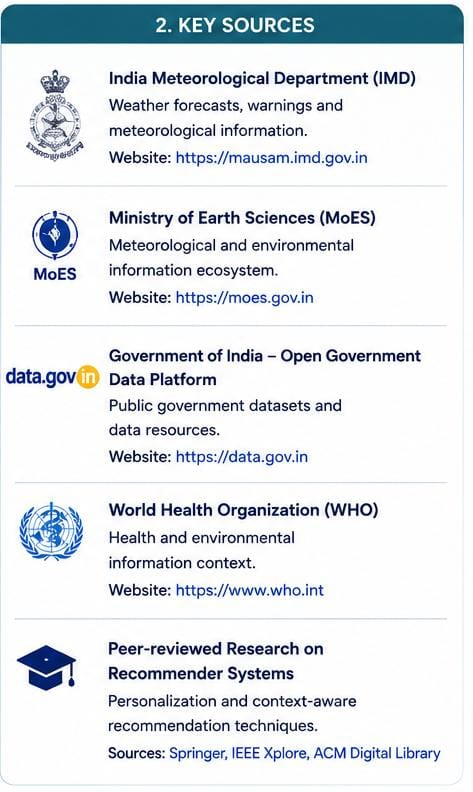 2. KEY SOURCES
India Meteorological Department (IMD)
Weather forecasts, warnings and
meteorological information.
Website: https://mausam.imd.gov.in
MoES
Ministry of Earth Sciences (MoES)
Meteorological and environmental
information ecosystem.
Website: https://moes.gov.in
data.gov in
Government of India – Open Government
Data Platform
Public government datasets and
data resources.
Website: https://data.gov.in
World Health Organization (WHO)
Health and environmental
information context.
Website: https://www.who.int
Peer-reviewed Research on
Recommender Systems
Personalization and context-aware
recommendation techniques.
Sources: Springer, IEEE Xplore, ACM Digital Library